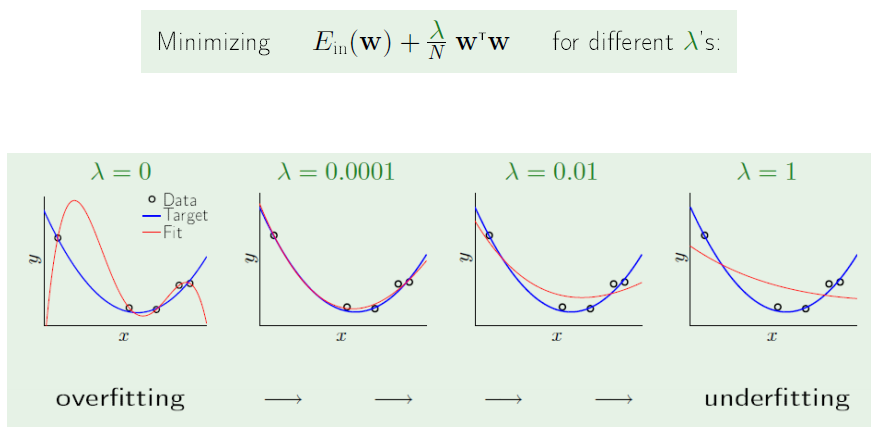 Minimizing E_in(w) + λ/N wᵀw for different λ's:
λ = 0 λ = 0.0001 λ = 0.01 λ = 1
Data
Target
Fit
y y y y
x x x x
overfitting → → → → underfitting